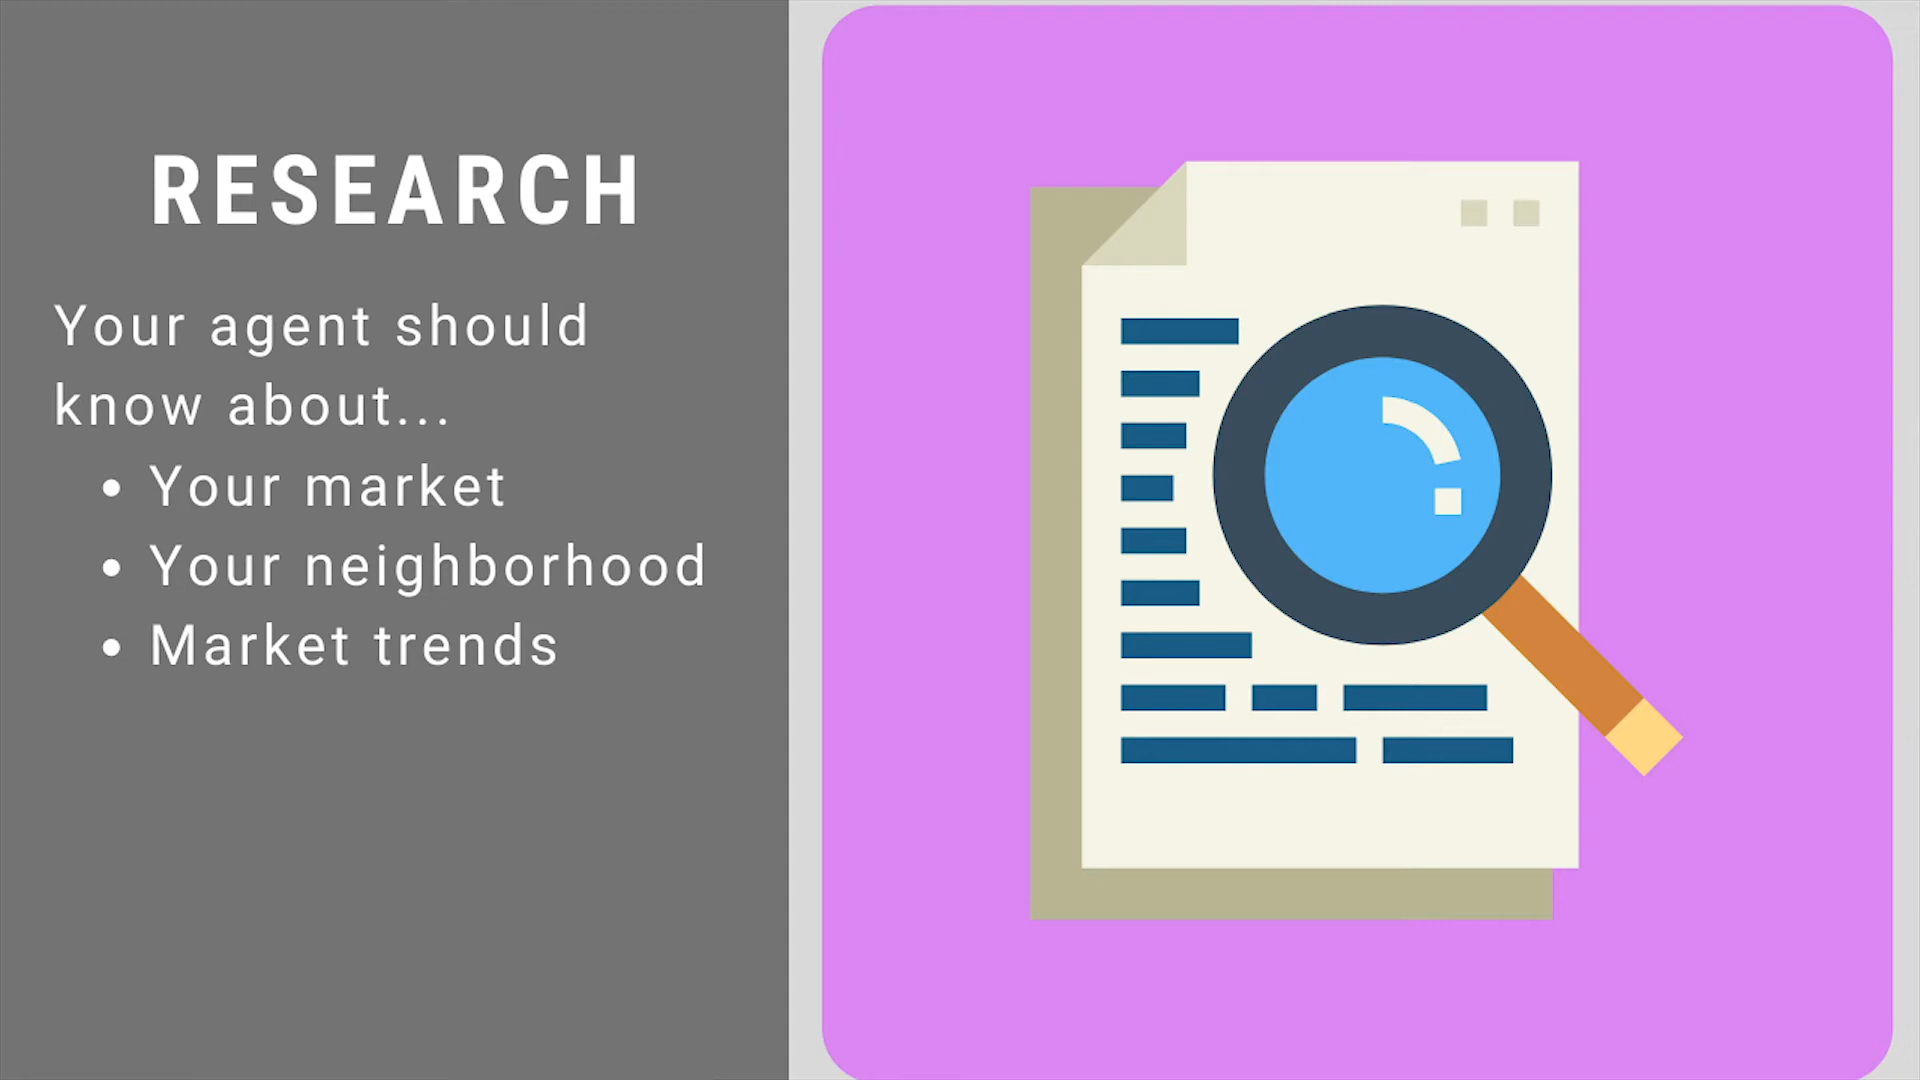 RESEARCH
Your agent should
know about...
• Your market
• Your neighborhood
• Market trends